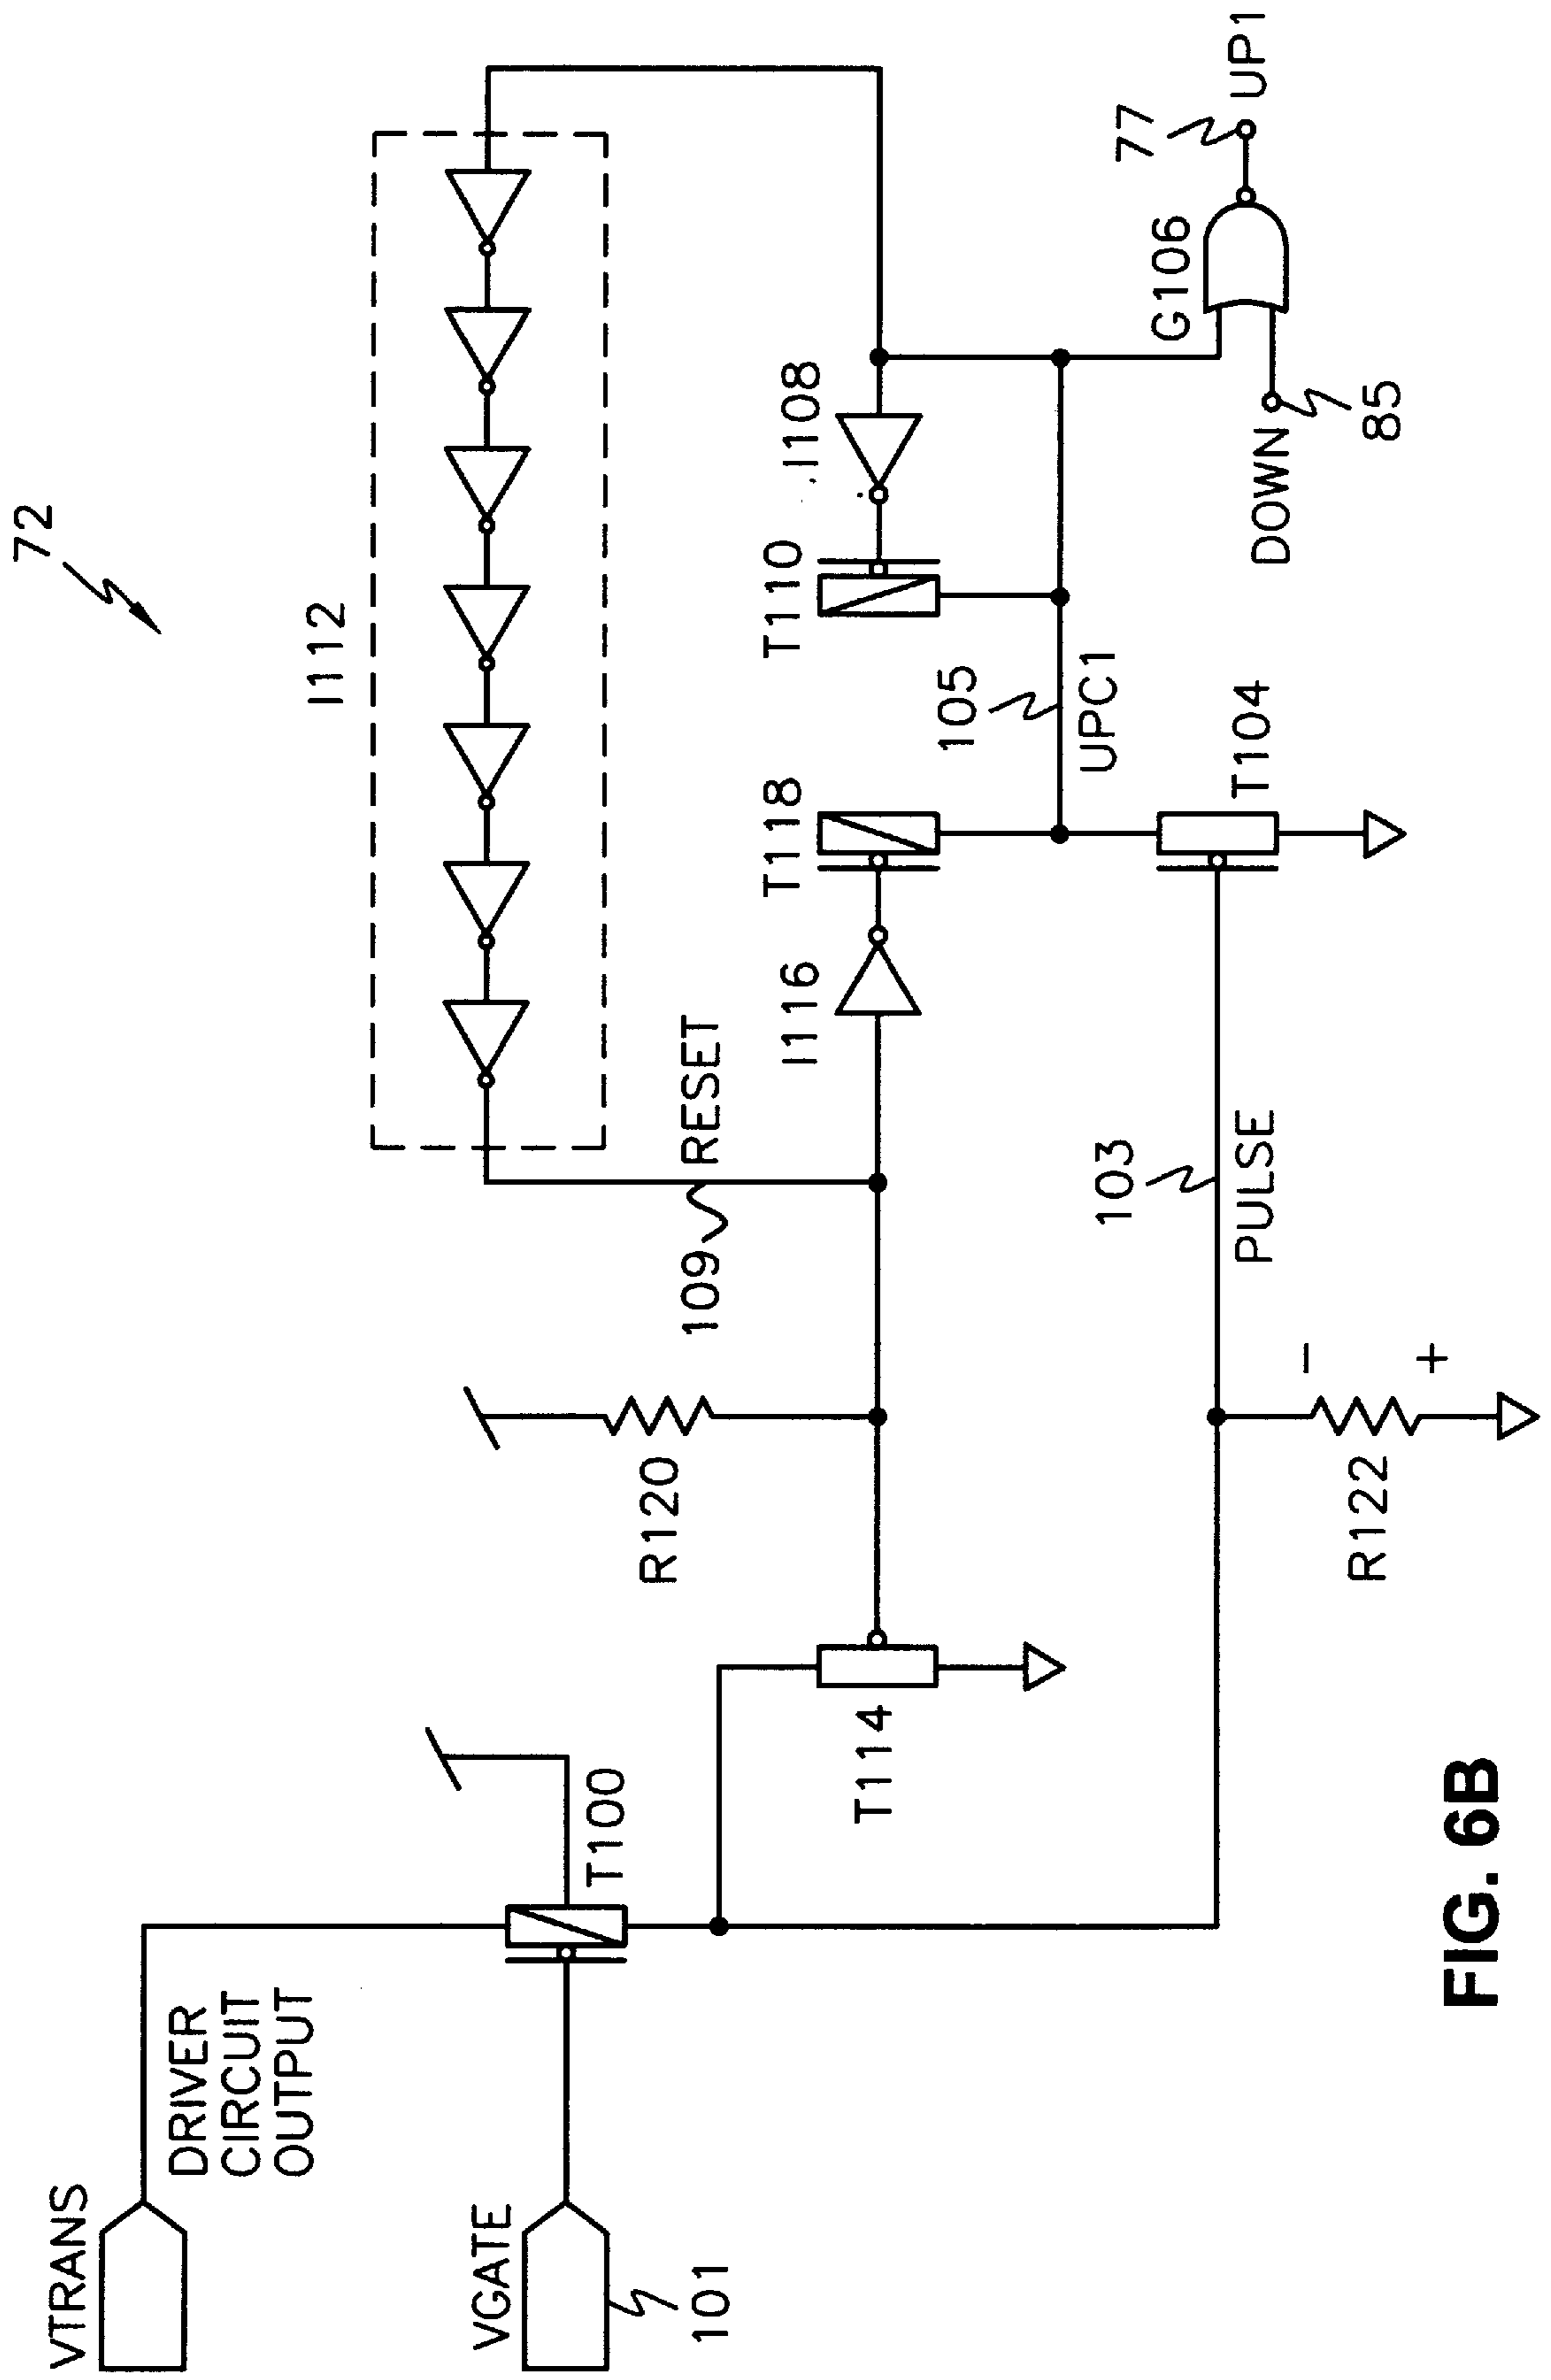 72
I112
VTRANS
DRIVER
CIRCUIT
OUTPUT
VGATE
101
T100
R120
109
RESET
T114
I116
T118
T110
I108
105
UPC1
103
PULSE
T104
R122
-
+
G106
77
UP1
DOWN
85
FIG. 6B